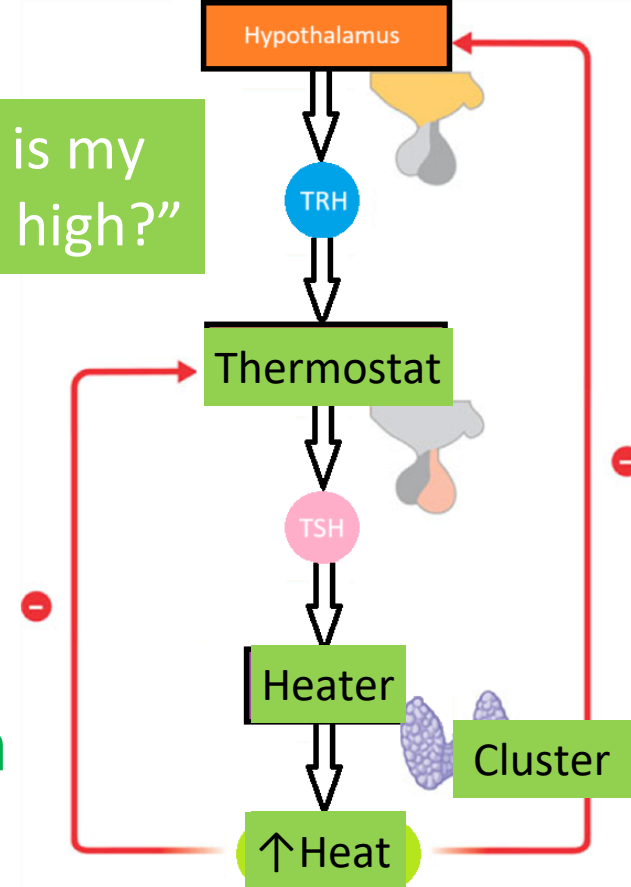 Hypothalamus
is my
high?”
TRH
Thermostat
TSH
Heater
Cluster
↑Heat